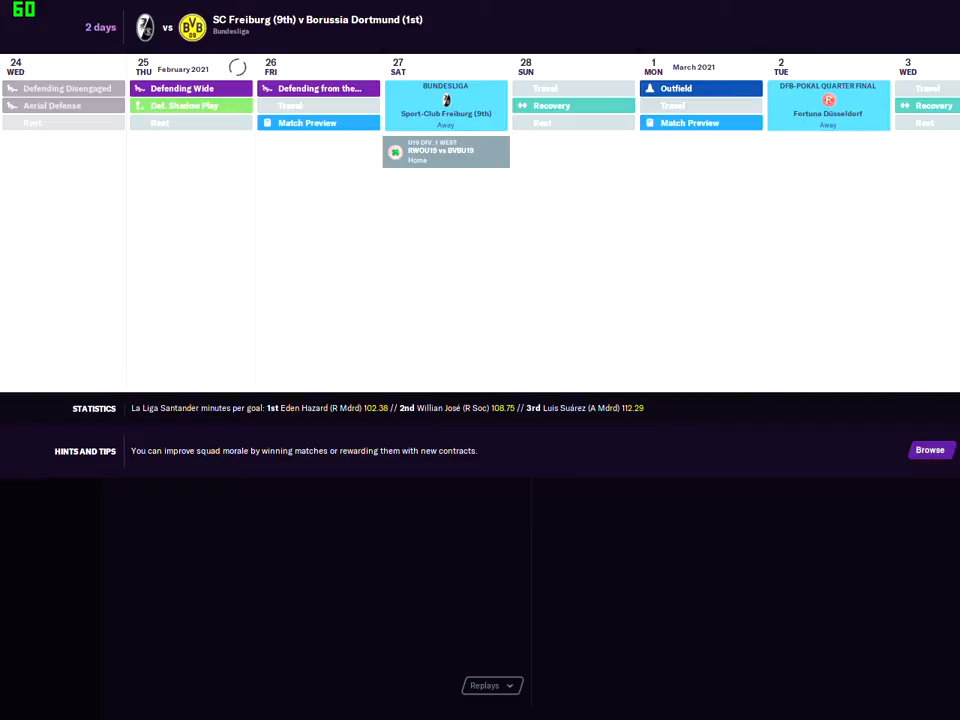 60
2 days
vs
SC Freiburg (9th) v Borussia Dortmund (1st)
Bundesliga
24
WED
25
THU
February 2021
26
FRI
27
SAT
28
SUN
1
MON
March 2021
2
TUE
3
WED
Defending Disengaged
Aerial Defense
Rest
Defending Wide
Def. Shadow Play
Rest
Defending from the...
Travel
Match Preview
BUNDESLIGA
Sport-Club Freiburg (9th)
Away
U19 DIV. 1 WEST
RWOU19 vs BVBU19
Home
Travel
Recovery
Rest
Outfield
Travel
Match Preview
DFB-POKAL QUARTER FINAL
Fortuna Düsseldorf
Away
Travel
Recovery
Rest
STATISTICS
La Liga Santander minutes per goal: 1st Eden Hazard (R Mdrd) 102.38 // 2nd Willian José (R Soc) 108.75 // 3rd Luis Suárez (A Mdrd) 112.29
HINTS AND TIPS
You can improve squad morale by winning matches or rewarding them with new contracts.
Browse
Replays